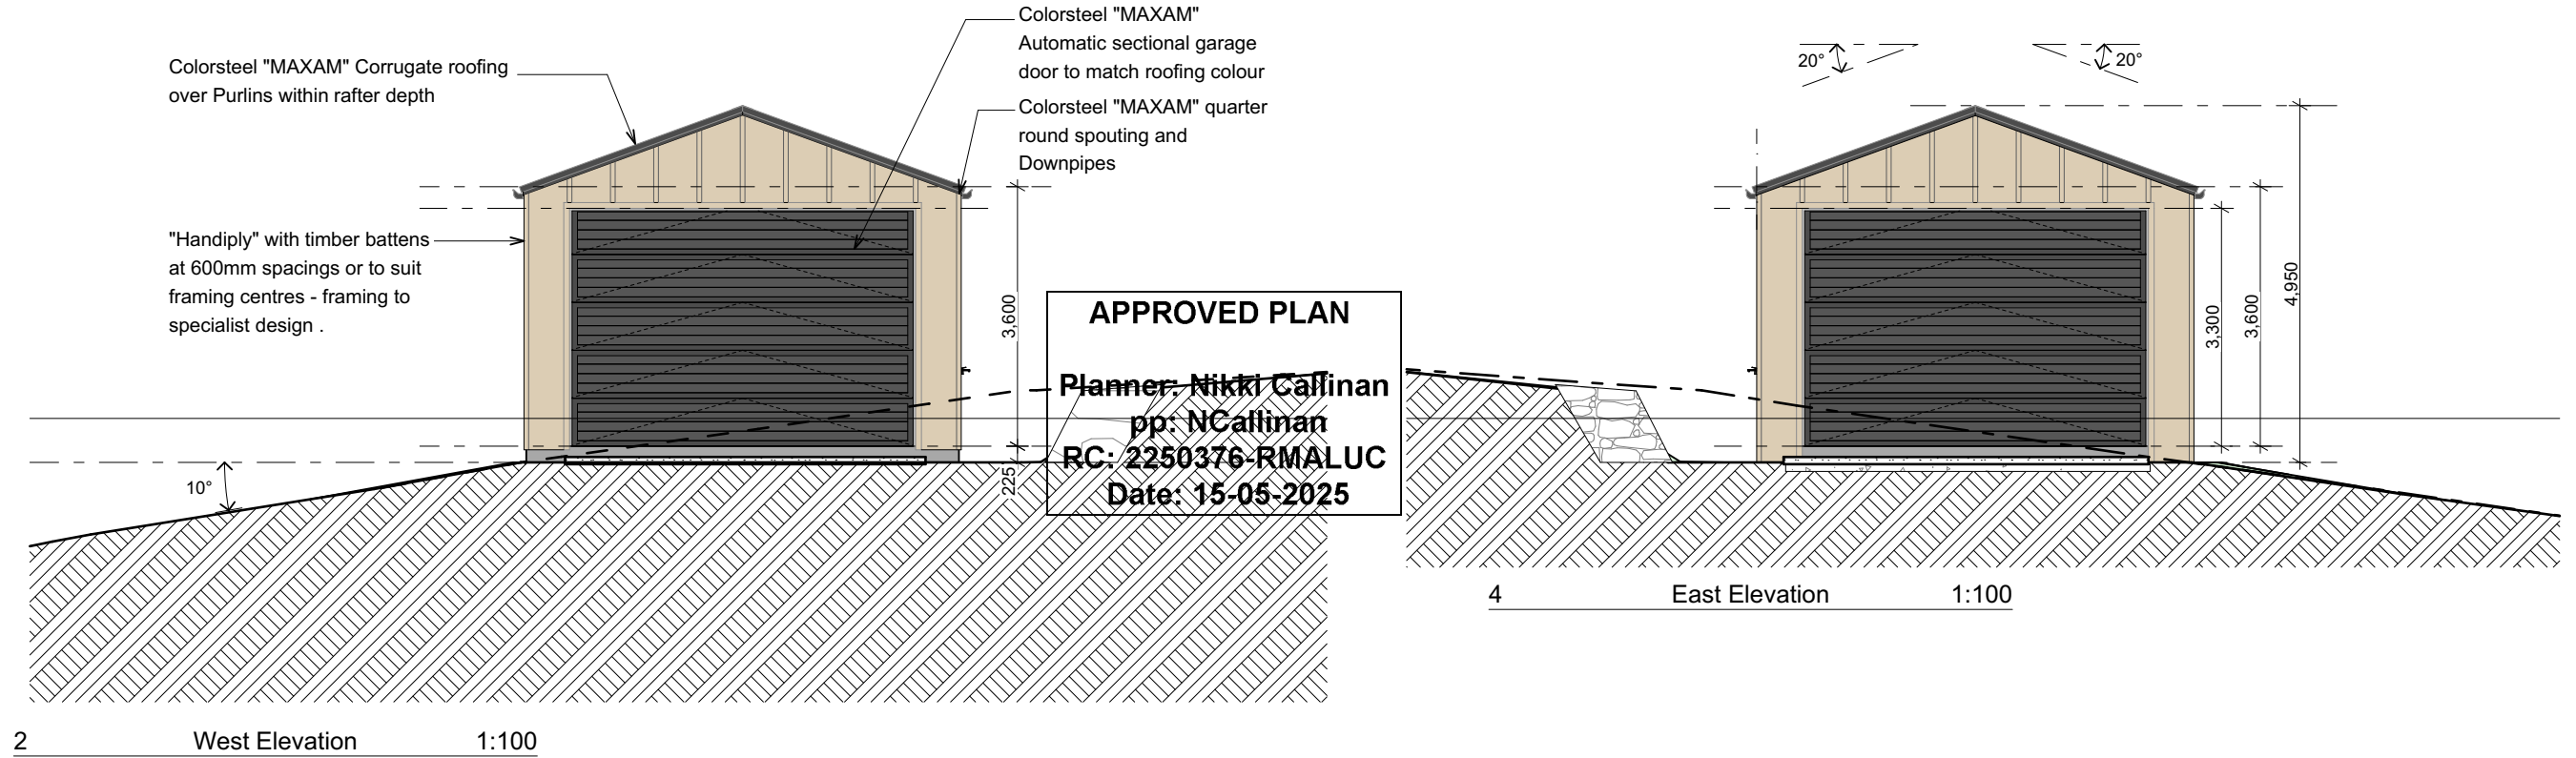 Colorsteel "MAXAM" Corrugate roofing
over Purlins within rafter depth
Colorsteel "MAXAM"
Automatic sectional garage
door to match roofing colour
Colorsteel "MAXAM" quarter
round spouting and
Downpipes
"Handiply" with timber battens
at 600mm spacings or to suit
framing centres - framing to
specialist design .
3,600
225
10°
APPROVED PLAN
Planner: Nikki Callinan
pp: NCallinan
RC: 2250376-RMALUC
Date: 15-05-2025
20°
20°
3,300
3,600
4,950
4 East Elevation 1:100
2 West Elevation 1:100